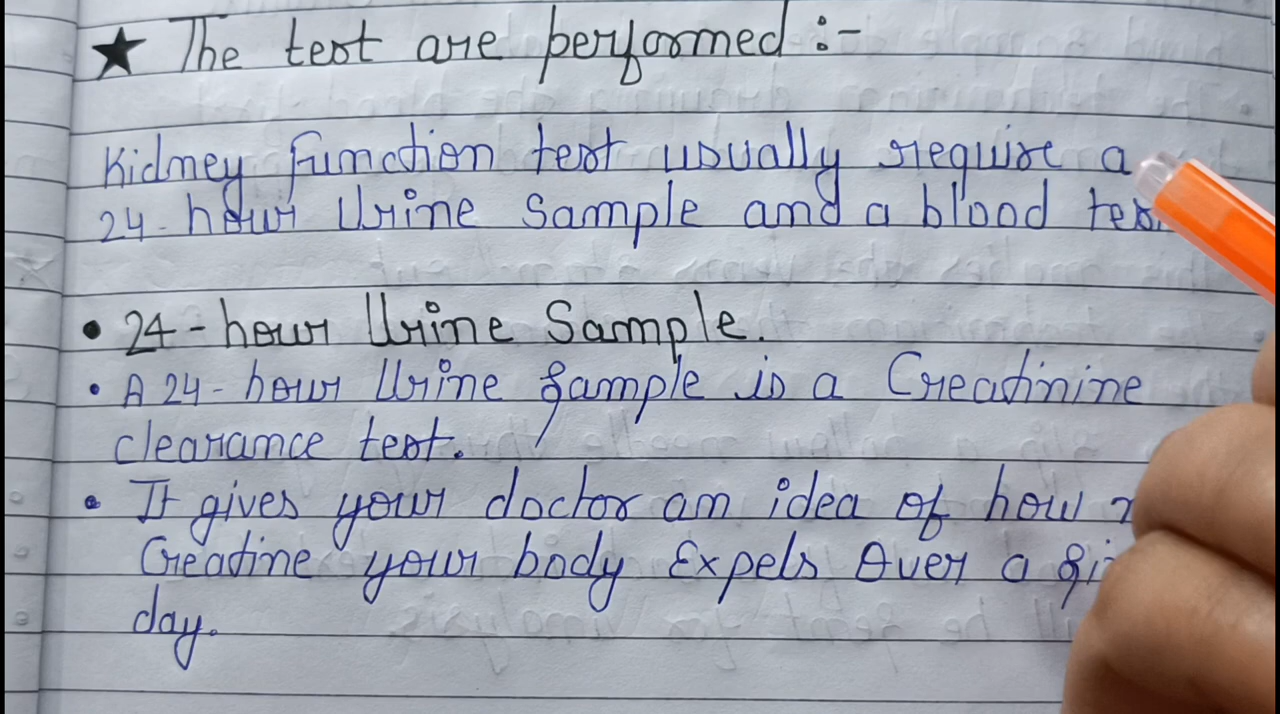 ★ The test are performed :-
Kidney function test usually require a
24-hour Urine Sample and a blood
• 24-hour Urine Sample.
• A 24-hour Urine Sample is a Creatinine
clearance test.
• It gives your doctor an idea of how
Creatine your body Expels Over a
day.